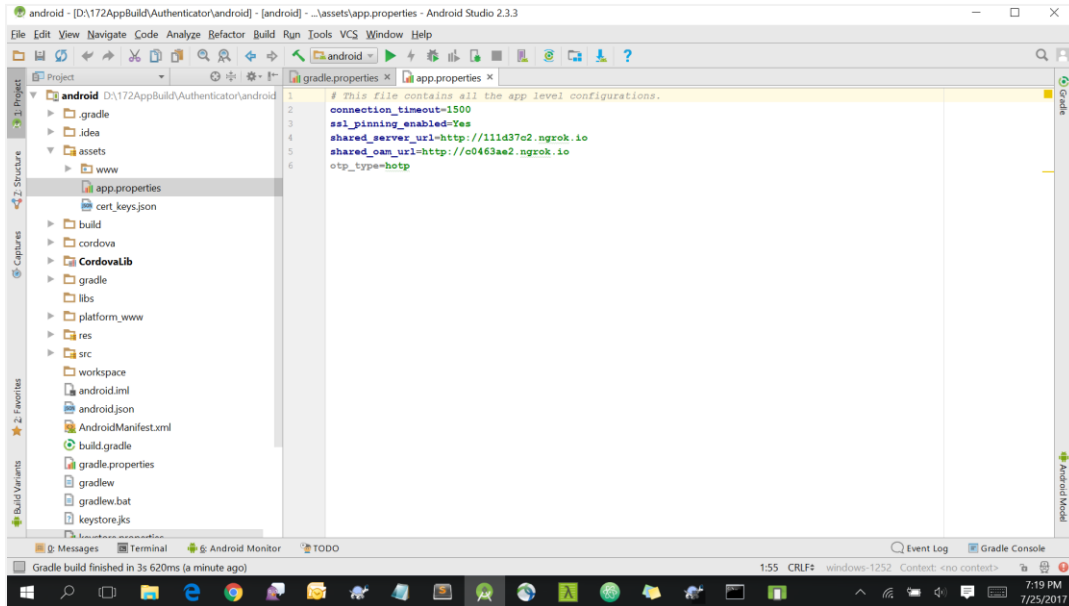 android - [D:\172AppBuild\Authenticator\android] - [android] - ...\assets\app.properties - Android Studio 2.3.3
File Edit View Navigate Code Analyze Refactor Build Run Tools VCS Window Help
android
Project
gradle.properties × app.properties ×
1: Project
Z: Structure
Captures
2: Favorites
Build Variants
android D:\172AppBuild\Authenticator\android
.gradle
.idea
assets
www
app.properties
cert_keys.json
build
cordova
CordovaLib
gradle
libs
platform_www
res
src
workspace
android.iml
android.json
AndroidManifest.xml
build.gradle
gradle.properties
gradlew
gradlew.bat
keystore.jks
keystore.properties
1 # This file contains all the app level configurations.
2 connection_timeout=1500
3 ssl_pinning_enabled=Yes
4 shared_server_url=http://111d37c2.ngrok.io
5 shared_oam_url=http://c0463ae2.ngrok.io
6 otp_type=hotp
Gradle
Android Model
0: Messages Terminal 6: Android Monitor TODO Event Log Gradle Console
Gradle build finished in 3s 620ms (a minute ago) 1:55 CRLF÷ windows-1252 Context: <no context>
7:19 PM
7/25/2017